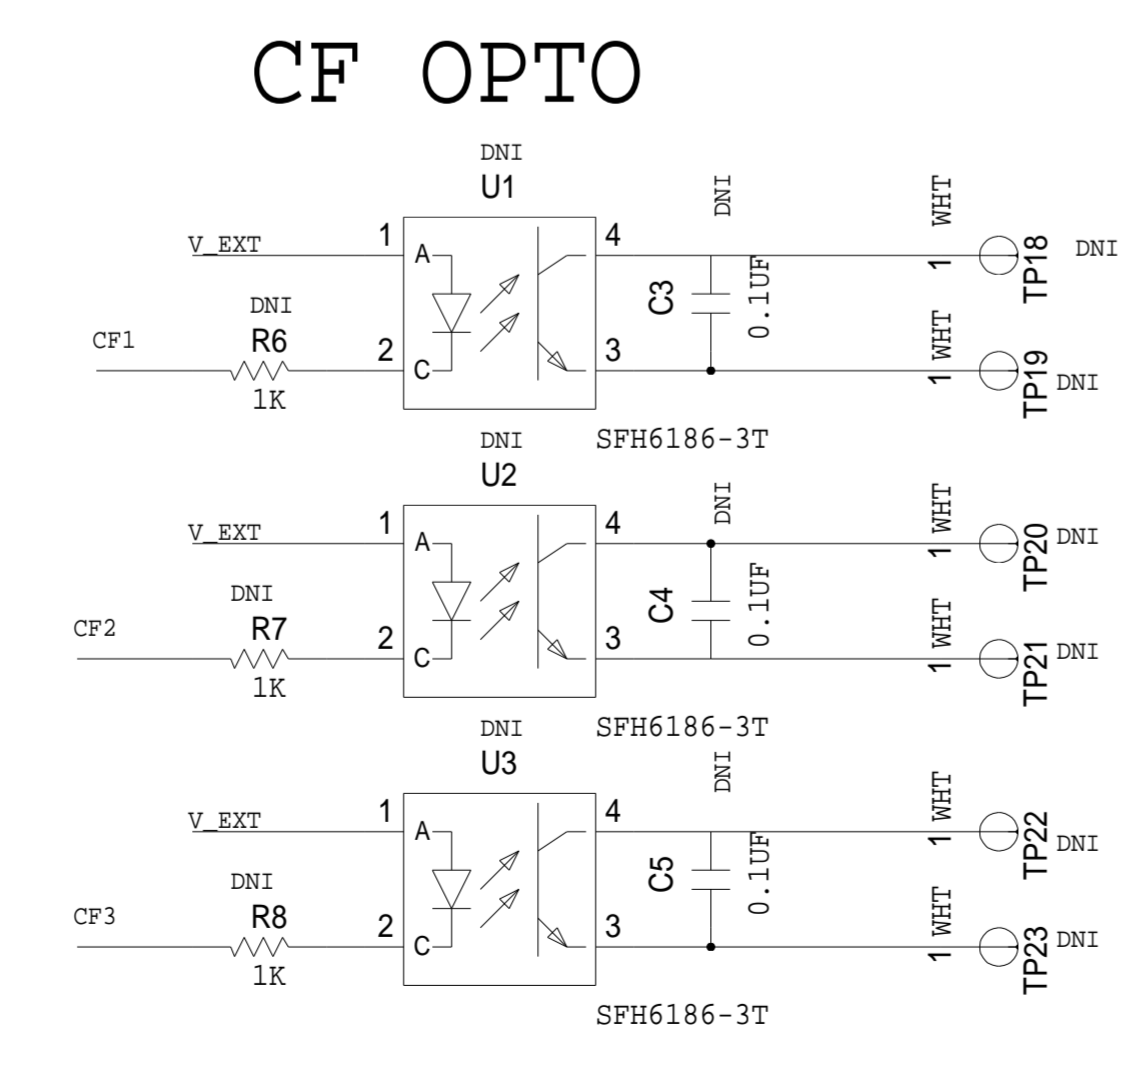 CF OPTO
DNI
U1
V_EXT
1
A
4
DNI
WHT
1
TP18
DNI
DNI
CF1
R6
1K
2
C
3
C3
0.1UF
WHT
1
TP19
DNI
SFH6186-3T
DNI
U2
V_EXT
1
A
4
DNI
WHT
1
TP20
DNI
DNI
CF2
R7
1K
2
C
3
C4
0.1UF
WHT
1
TP21
DNI
SFH6186-3T
DNI
U3
V_EXT
1
A
4
DNI
WHT
1
TP22
DNI
DNI
CF3
R8
1K
2
C
3
C5
0.1UF
WHT
1
TP23
DNI
SFH6186-3T